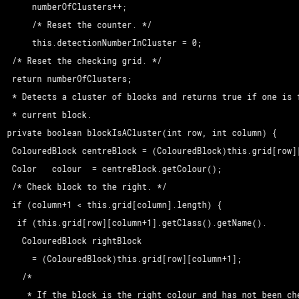 numberOfClusters++;
/* Reset the counter. */
this.detectionNumberInCluster = 0;
/* Reset the checking grid. */
return numberOfClusters;
* Detects a cluster of blocks and returns true if one is
* current block.
private boolean blockIsACluster(int row, int column) {
ColouredBlock centreBlock = (ColouredBlock)this.grid[row][
Color colour = centreBlock.getColour();
/* Check block to the right. */
if (column+1 < this.grid[column].length) {
if (this.grid[row][column+1].getClass().getName().
ColouredBlock rightBlock
= (ColouredBlock)this.grid[row][column+1];
/*
* If the block is the right colour and has not been che